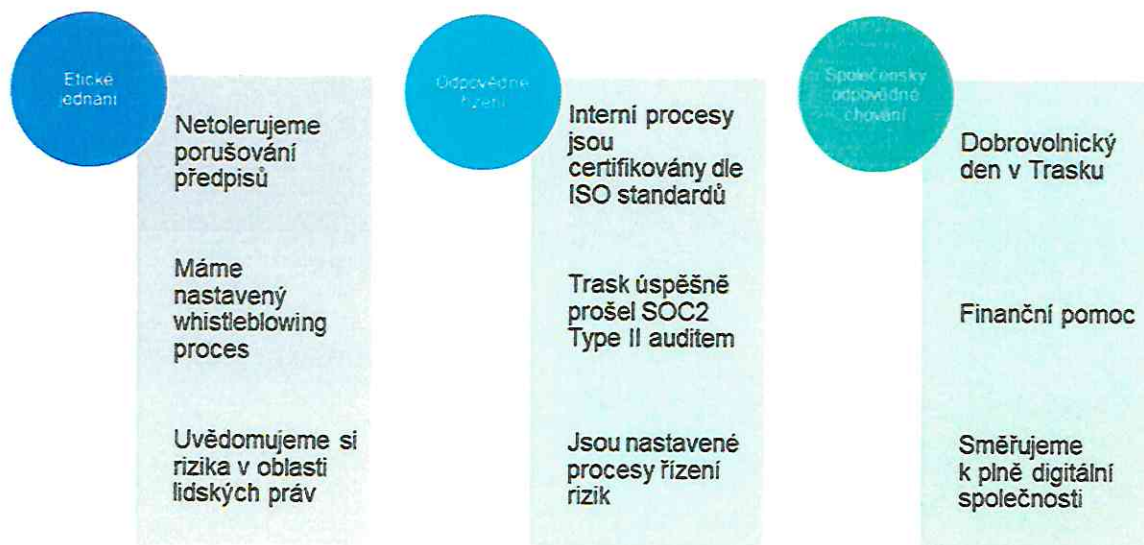 Etické
jednání
Netolerujeme
porušování
předpisů
Máme
nastavený
whistleblowing
proces
Uvědomujeme si
rizika v oblasti
lidských práv
Odpovědné
řízení
Interní procesy
jsou
certifikovány dle
ISO standardů
Trask úspěšně
prošel SOC2
Type II auditem
Jsou nastavené
procesy řízení
rizik
Společensky
odpovědné
chování
Dobrovolnický
den v Trasku
Finanční pomoc
Směřujeme
k plně digitální
společnosti